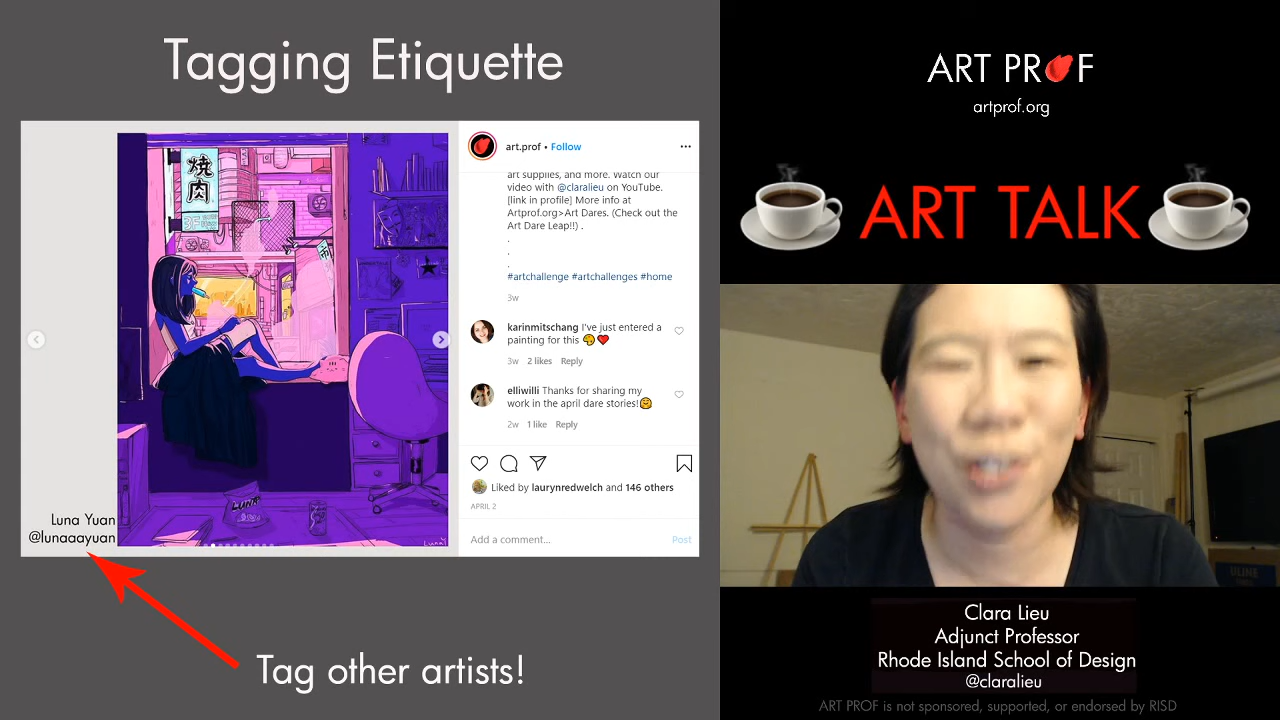 Tagging Etiquette
焼
肉
3F
LUNA'S
Luna Yuan
@lunaaayuan
Luna Y
art.prof • Follow
art supplies, and more. Watch our
video with @claralieu on YouTube.
[link in profile] More info at
Artprof.org>Art Dares. (Check out the
Art Dare Leap!!) .
.
.
.
#artchallenge #artchallenges #home
3w
karinmitschang I've just entered a
painting for this 🎨❤️
3w 2 likes Reply
elliwilli Thanks for sharing my
work in the april dare stories!🤗
2w 1 like Reply
Liked by laurynredwelch and 146 others
APRIL 2
Add a comment... Post
Tag other artists!
ART PROF
artprof.org
ART TALK
ULINE
Clara Lieu
Adjunct Professor
Rhode Island School of Design
@claralieu
ART PROF is not sponsored, supported, or endorsed by RISD